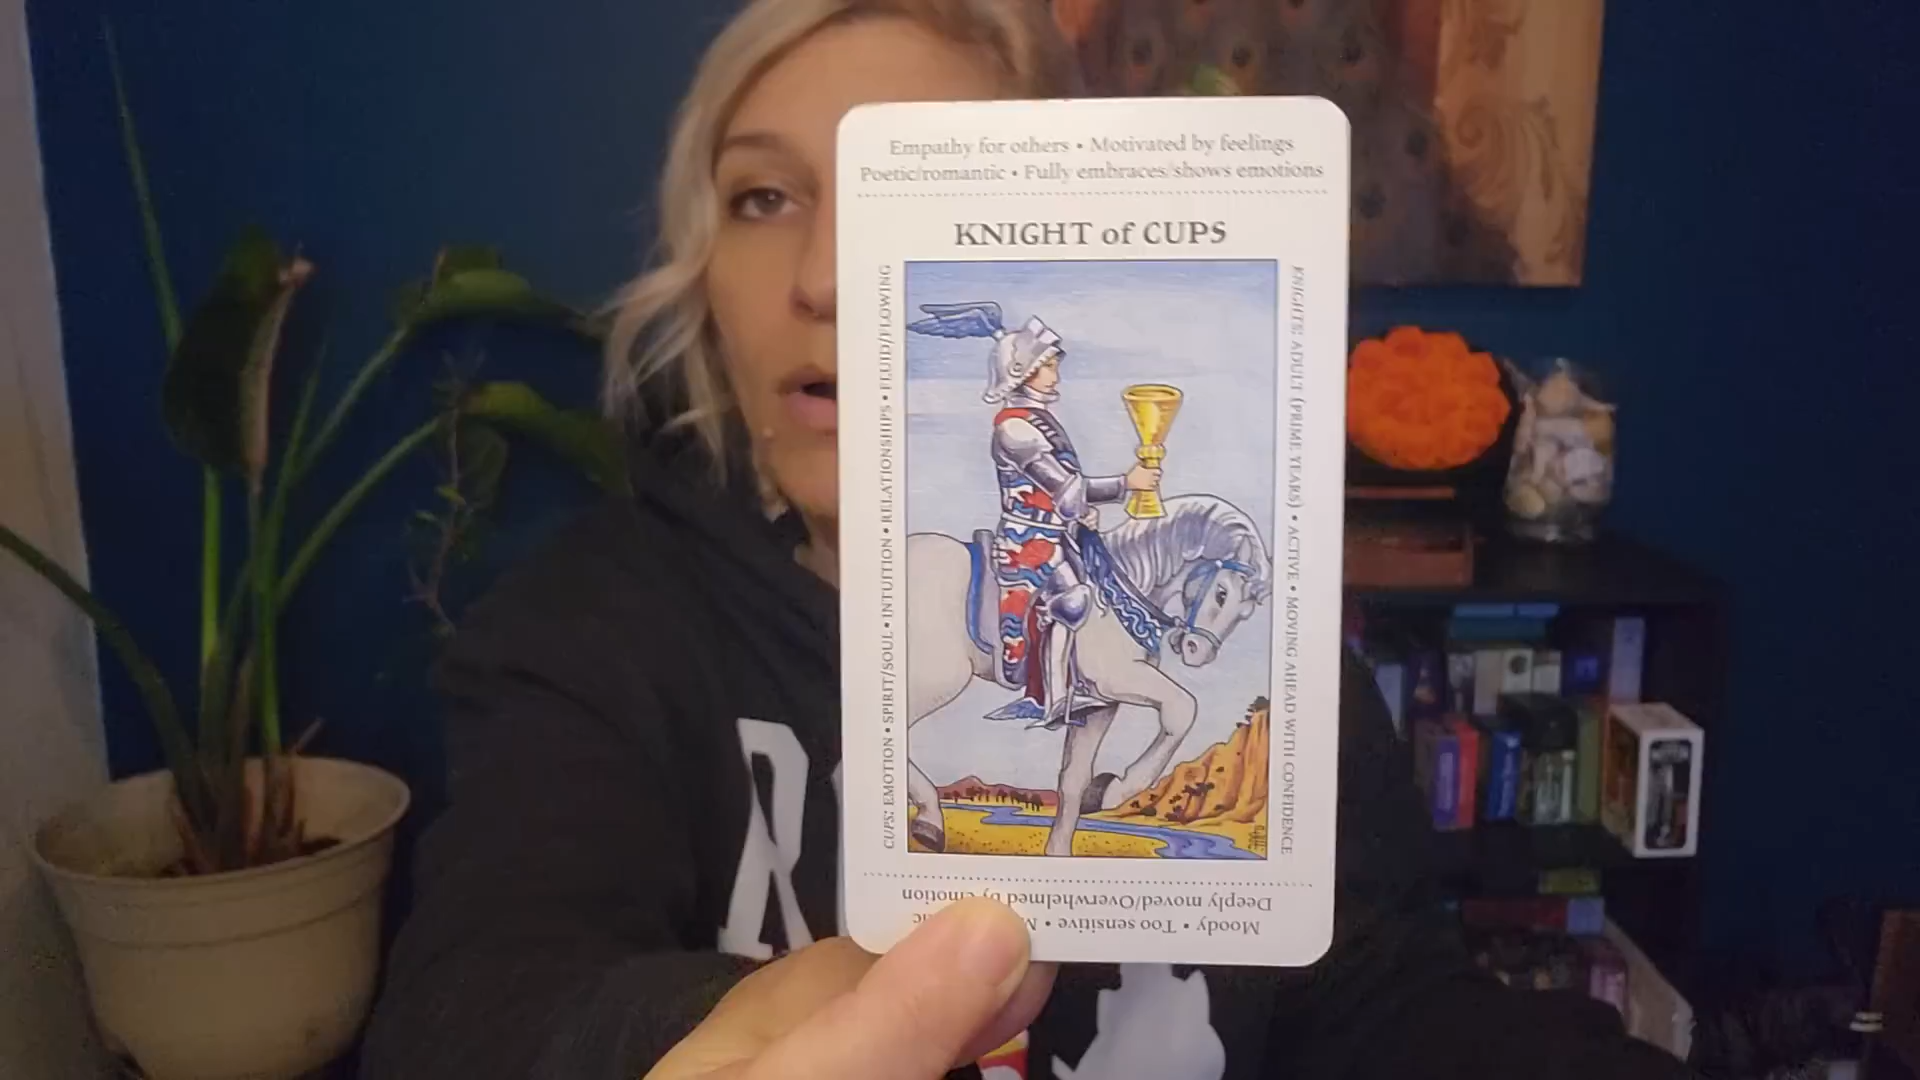 Empathy for others • Motivated by feelings
Poetic/romantic • Fully embraces/shows emotions
KNIGHT of CUPS
CUPS: EMOTION • SPIRIT/SOUL • INTUITION • RELATIONSHIPS • FLUID/FLOWING
KNIGHTS: ADULT (PRIME YEARS) • ACTIVE • MOVING AHEAD WITH CONFIDENCE
Moody • Too sensitive •
Deeply moved/Overwhelmed by emotion
R